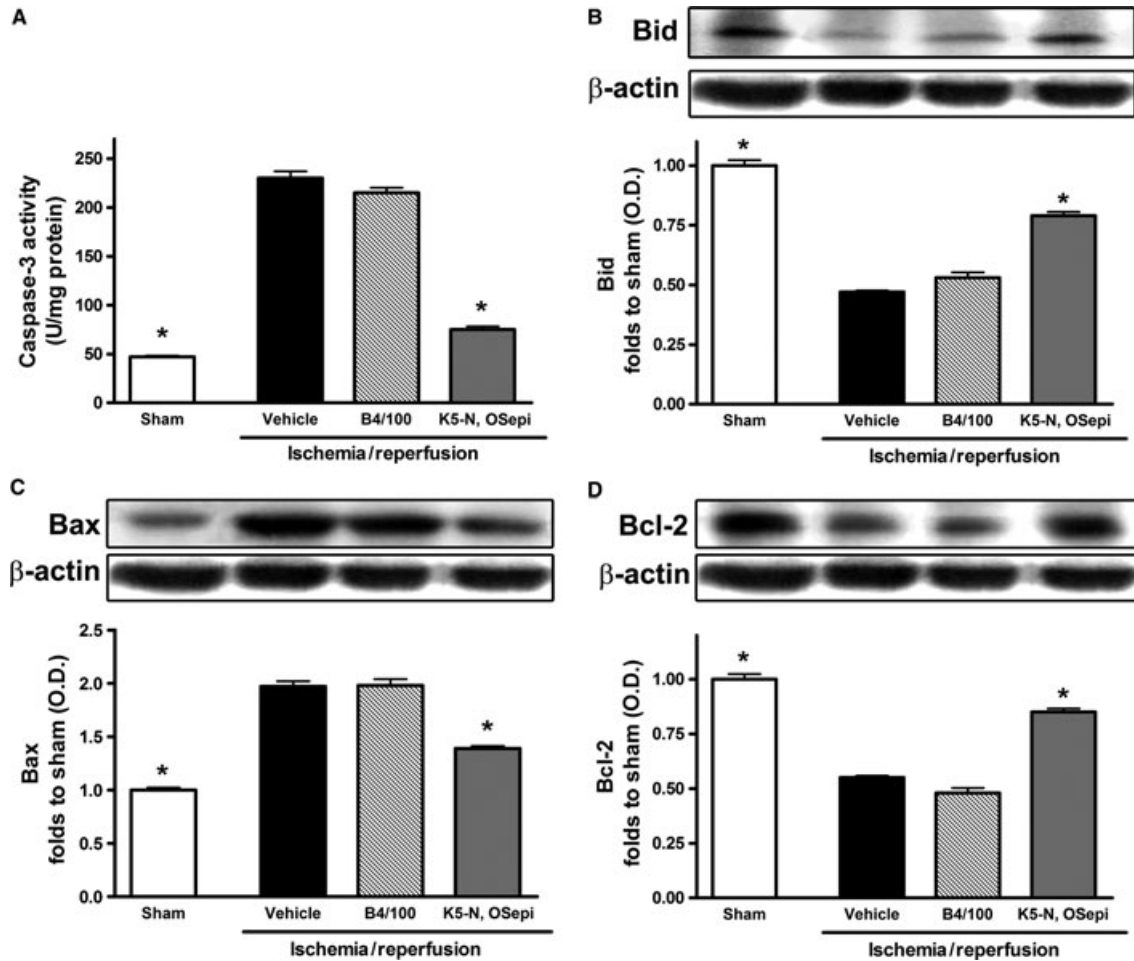 A
Caspase-3 activity
(U/mg protein)
250
200
150
100
50
0
*
*
Sham
Vehicle
B4/100
K5-N, OSepi
Ischemia/reperfusion
B
Bid
β-actin
Bid
folds to sham (O.D.)
1.00
0.75
0.50
0.25
0.00
*
*
Sham
Vehicle
B4/100
K5-N, OSepi
Ischemia/reperfusion
C
Bax
β-actin
Bax
folds to sham (O.D.)
2.5
2.0
1.5
1.0
0.5
0.0
*
*
Sham
Vehicle
B4/100
K5-N, OSepi
Ischemia/reperfusion
D
Bcl-2
β-actin
Bcl-2
folds to sham (O.D.)
1.00
0.75
0.50
0.25
0.00
*
*
Sham
Vehicle
B4/100
K5-N, OSepi
Ischemia/reperfusion